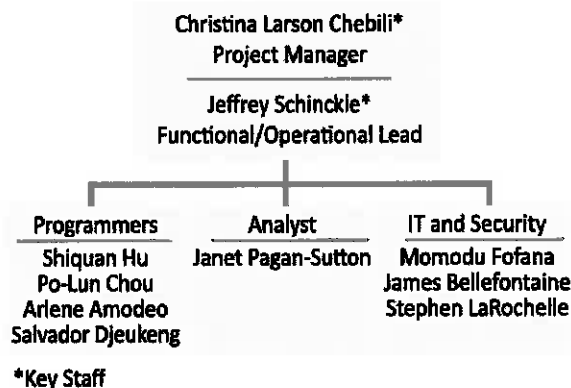 Christina Larson Chebili*
Project Manager
Jeffrey Schinckle*
Functional/Operational Lead
Programmers
Shiquan Hu
Po-Lun Chou
Arlene Amodeo
Salvador Djeukeng
Analyst
Janet Pagan-Sutton
IT and Security
Momodu Fofana
James Bellefontaine
Stephen LaRochelle
*Key Staff